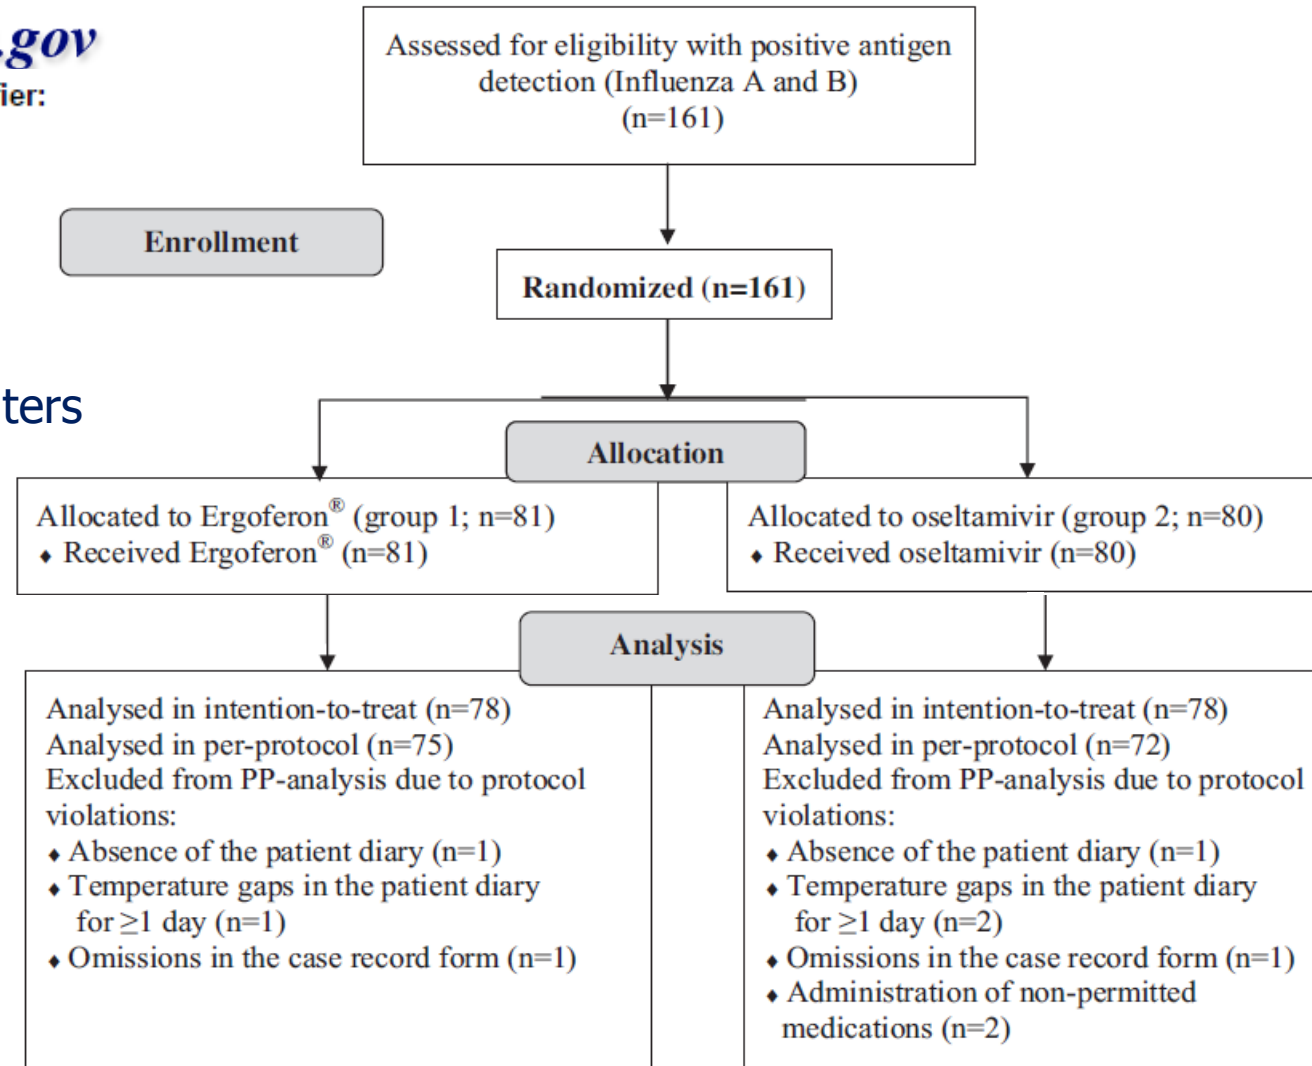 .gov
fier:
Assessed for eligibility with positive antigen
detection (Influenza A and B)
(n=161)
Enrollment
Randomized (n=161)
ters
Allocation
Allocated to Ergoferon® (group 1; n=81)
♦ Received Ergoferon® (n=81)
Allocated to oseltamivir (group 2; n=80)
♦ Received oseltamivir (n=80)
Analysis
Analysed in intention-to-treat (n=78)
Analysed in per-protocol (n=75)
Excluded from PP-analysis due to protocol
violations:
♦ Absence of the patient diary (n=1)
♦ Temperature gaps in the patient diary
for ≥1 day (n=1)
♦ Omissions in the case record form (n=1)
Analysed in intention-to-treat (n=78)
Analysed in per-protocol (n=72)
Excluded from PP-analysis due to protocol
violations:
♦ Absence of the patient diary (n=1)
♦ Temperature gaps in the patient diary
for ≥1 day (n=2)
♦ Omissions in the case record form (n=1)
♦ Administration of non-permitted
medications (n=2)